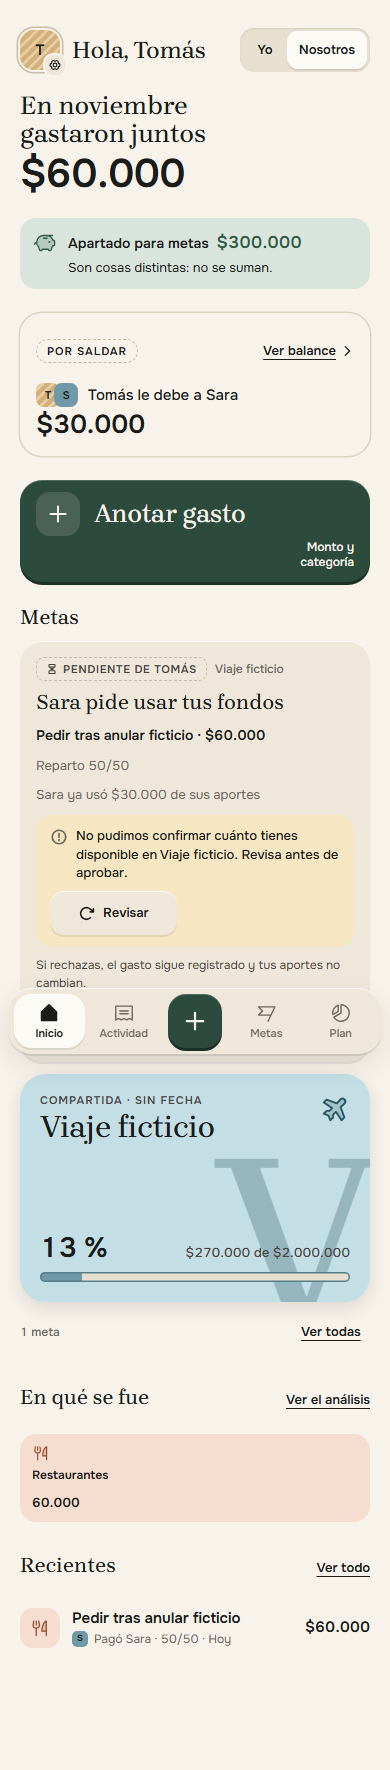 T
Hola, Tomás
Yo
Nosotros
En noviembre
gastaron juntos
$60.000
Apartado para metas $300.000
Son cosas distintas: no se suman.
POR SALDAR
Ver balance
T S Tomás le debe a Sara
$30.000
Anotar gasto
Monto y
categoría
Metas
PENDIENTE DE TOMÁS Viaje ficticio
Sara pide usar tus fondos
Pedir tras anular ficticio · $60.000
Reparto 50/50
Sara ya usó $30.000 de sus aportes
No pudimos confirmar cuánto tienes
disponible en Viaje ficticio. Revisa antes de
aprobar.
Revisar
Si rechazas, el gasto sigue registrado y tus aportes no
cambian.
Inicio
Actividad
Metas
Plan
COMPARTIDA · SIN FECHA
Viaje ficticio
V
13 %
$270.000 de $2.000.000
1 meta
Ver todas
En qué se fue
Ver el análisis
Restaurantes
60.000
Recientes
Ver todo
Pedir tras anular ficticio
$60.000
S Pagó Sara · 50/50 · Hoy